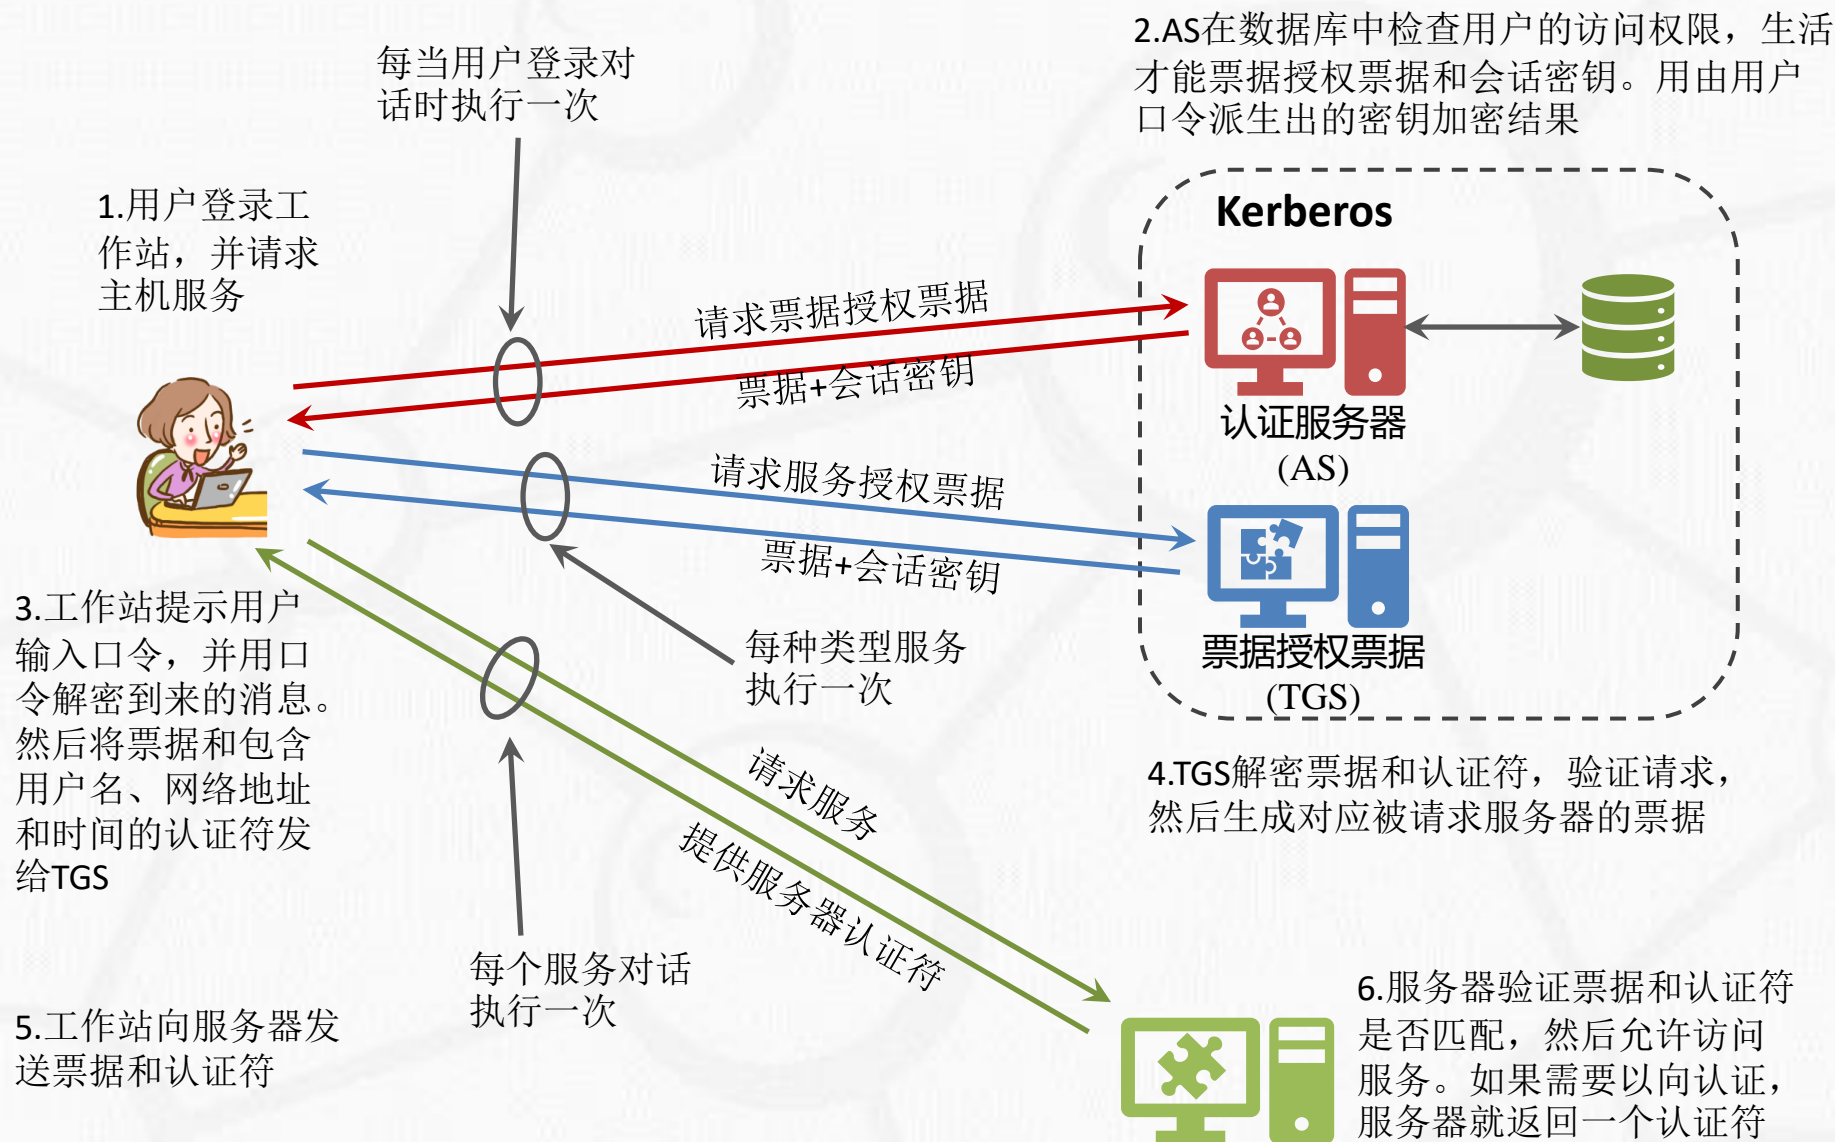 每当用户登录对
话时执行一次
2.AS在数据库中检查用户的访问权限，生活
才能票据授权票据和会话密钥。用由用户
口令派生出的密钥加密结果
1.用户登录工
作站，并请求
主机服务
Kerberos
请求票据授权票据
票据+会话密钥
认证服务器
(AS)
请求服务授权票据
票据+会话密钥
票据授权票据
(TGS)
每种类型服务
执行一次
3.工作站提示用户
输入口令，并用口
令解密到来的消息。
然后将票据和包含
用户名、网络地址
和时间的认证符发
给TGS
4.TGS解密票据和认证符，验证请求，
然后生成对应被请求服务器的票据
请求服务
提供服务器认证符
每个服务对话
执行一次
5.工作站向服务器发
送票据和认证符
6.服务器验证票据和认证符
是否匹配，然后允许访问
服务。如果需要以向认证，
服务器就返回一个认证符